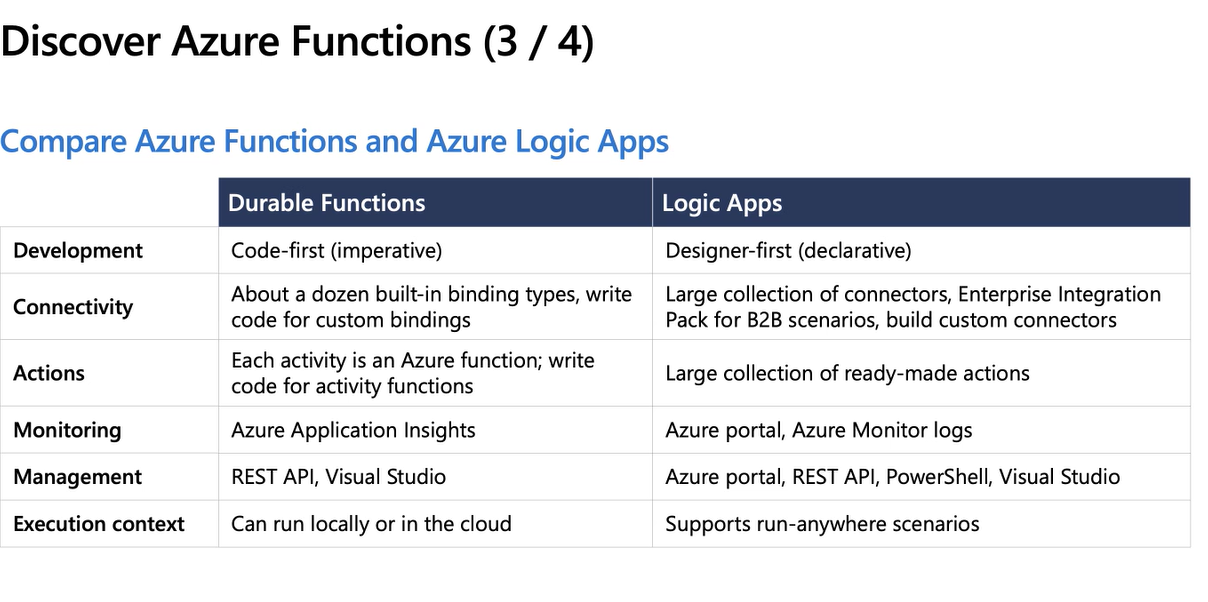 Discover Azure Functions (3 / 4)
Compare Azure Functions and Azure Logic Apps
Durable Functions
Logic Apps
Development
Code-first (imperative)
Designer-first (declarative)
Connectivity
About a dozen built-in binding types, write
code for custom bindings
Large collection of connectors, Enterprise Integration
Pack for B2B scenarios, build custom connectors
Actions
Each activity is an Azure function; write
code for activity functions
Large collection of ready-made actions
Monitoring
Azure Application Insights
Azure portal, Azure Monitor logs
Management
REST API, Visual Studio
Azure portal, REST API, PowerShell, Visual Studio
Execution context
Can run locally or in the cloud
Supports run-anywhere scenarios